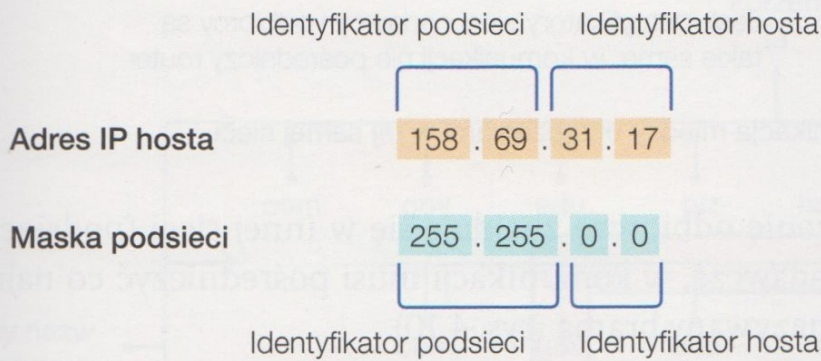 Identyfikator podsieci Identyfikator hosta
Adres IP hosta 158 . 69 . 31 . 17
Maska podsieci 255 . 255 . 0 . 0
Identyfikator podsieci Identyfikator hosta